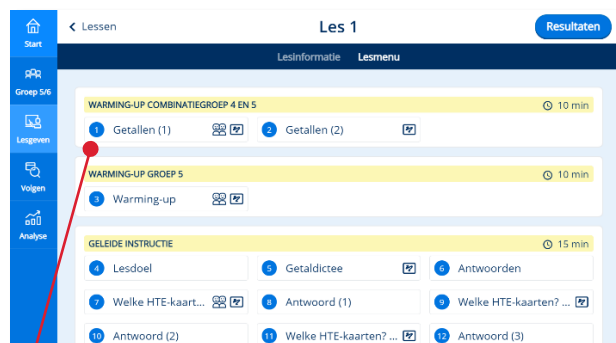 Start
Groep 5/6
Lesgeven
Volgen
Analyse
Lessen
Les 1
Resultaten
Lesinformatie Lesmenu
WARMING-UP COMBINATIEGROEP 4 EN 5 10 min
1 Getallen (1) 2 Getallen (2)
WARMING-UP GROEP 5 10 min
3 Warming-up
GELEIDE INSTRUCTIE 15 min
4 Lesdoel 5 Getaldictee 6 Antwoorden
7 Welke HTE-kaart... 8 Antwoord (1) 9 Welke HTE-kaarten? ...
10 Antwoord (2) 11 Welke HTE-kaarten? ... 12 Antwoord (3)